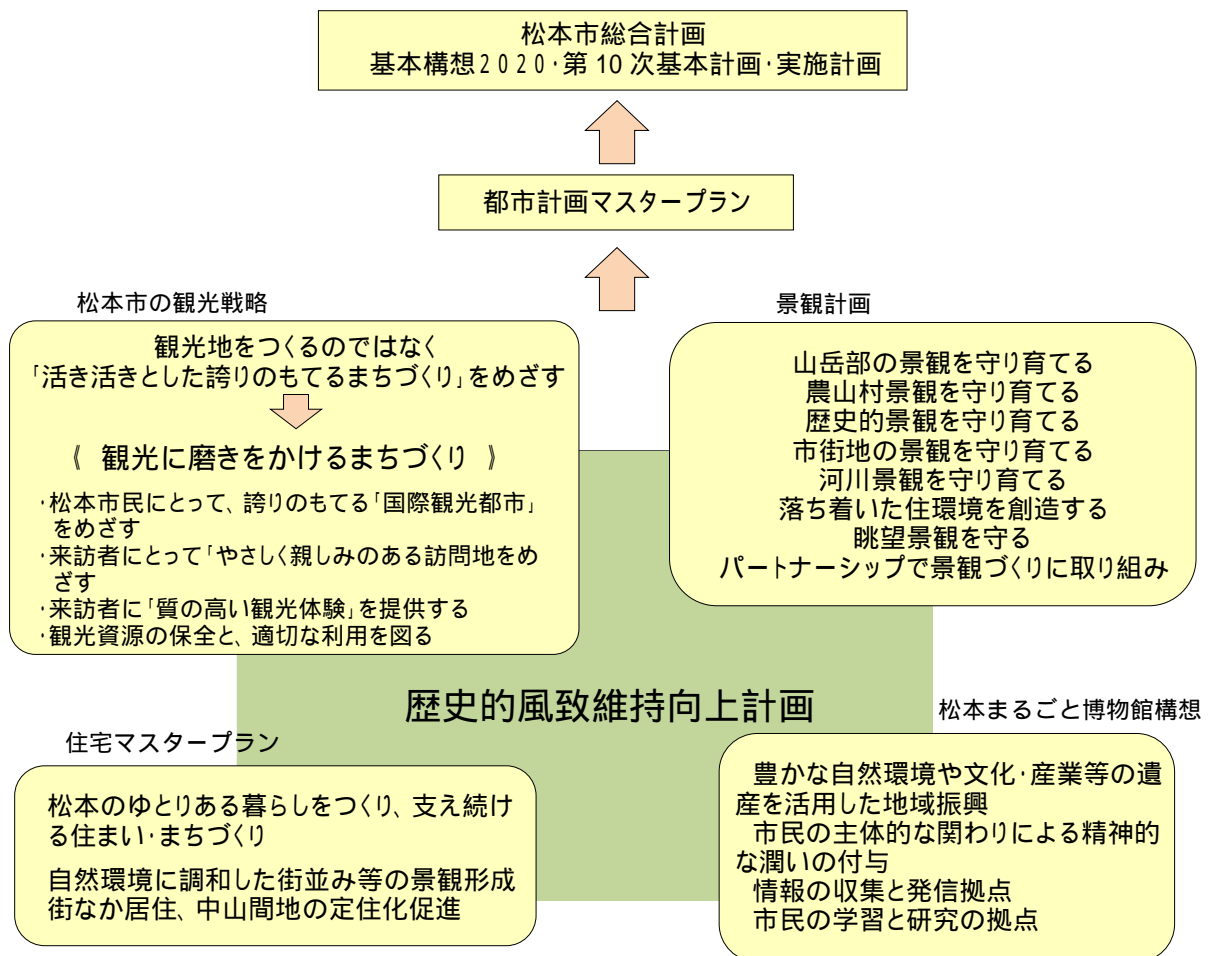 松本市総合計画
基本構想2020・第10次基本計画・実施計画
都市計画マスタープラン
松本市の観光戦略
観光地をつくるのではなく
「活き活きとした誇りのもてるまちづくり」をめざす
《 観光に磨きをかけるまちづくり 》
・松本市民にとって、誇りのもてる「国際観光都市」
をめざす
・来訪者にとって「やさしく親しみのある訪問地をめ
ざす
・来訪者に「質の高い観光体験」を提供する
・観光資源の保全と、適切な利用を図る
景観計画
山岳部の景観を守り育てる
農山村景観を守り育てる
歴史的景観を守り育てる
市街地の景観を守り育てる
河川景観を守り育てる
落ち着いた住環境を創造する
眺望景観を守る
パートナーシップで景観づくりに取り組み
歴史的風致維持向上計画
住宅マスタープラン
松本のゆとりある暮らしをつくり、支え続け
る住まい・まちづくり
自然環境に調和した街並み等の景観形成
街なか居住、中山間地の定住化促進
松本まるごと博物館構想
豊かな自然環境や文化・産業等の遺
産を活用した地域振興
市民の主体的な関わりによる精神的
な潤いの付与
情報の収集と発信拠点
市民の学習と研究の拠点